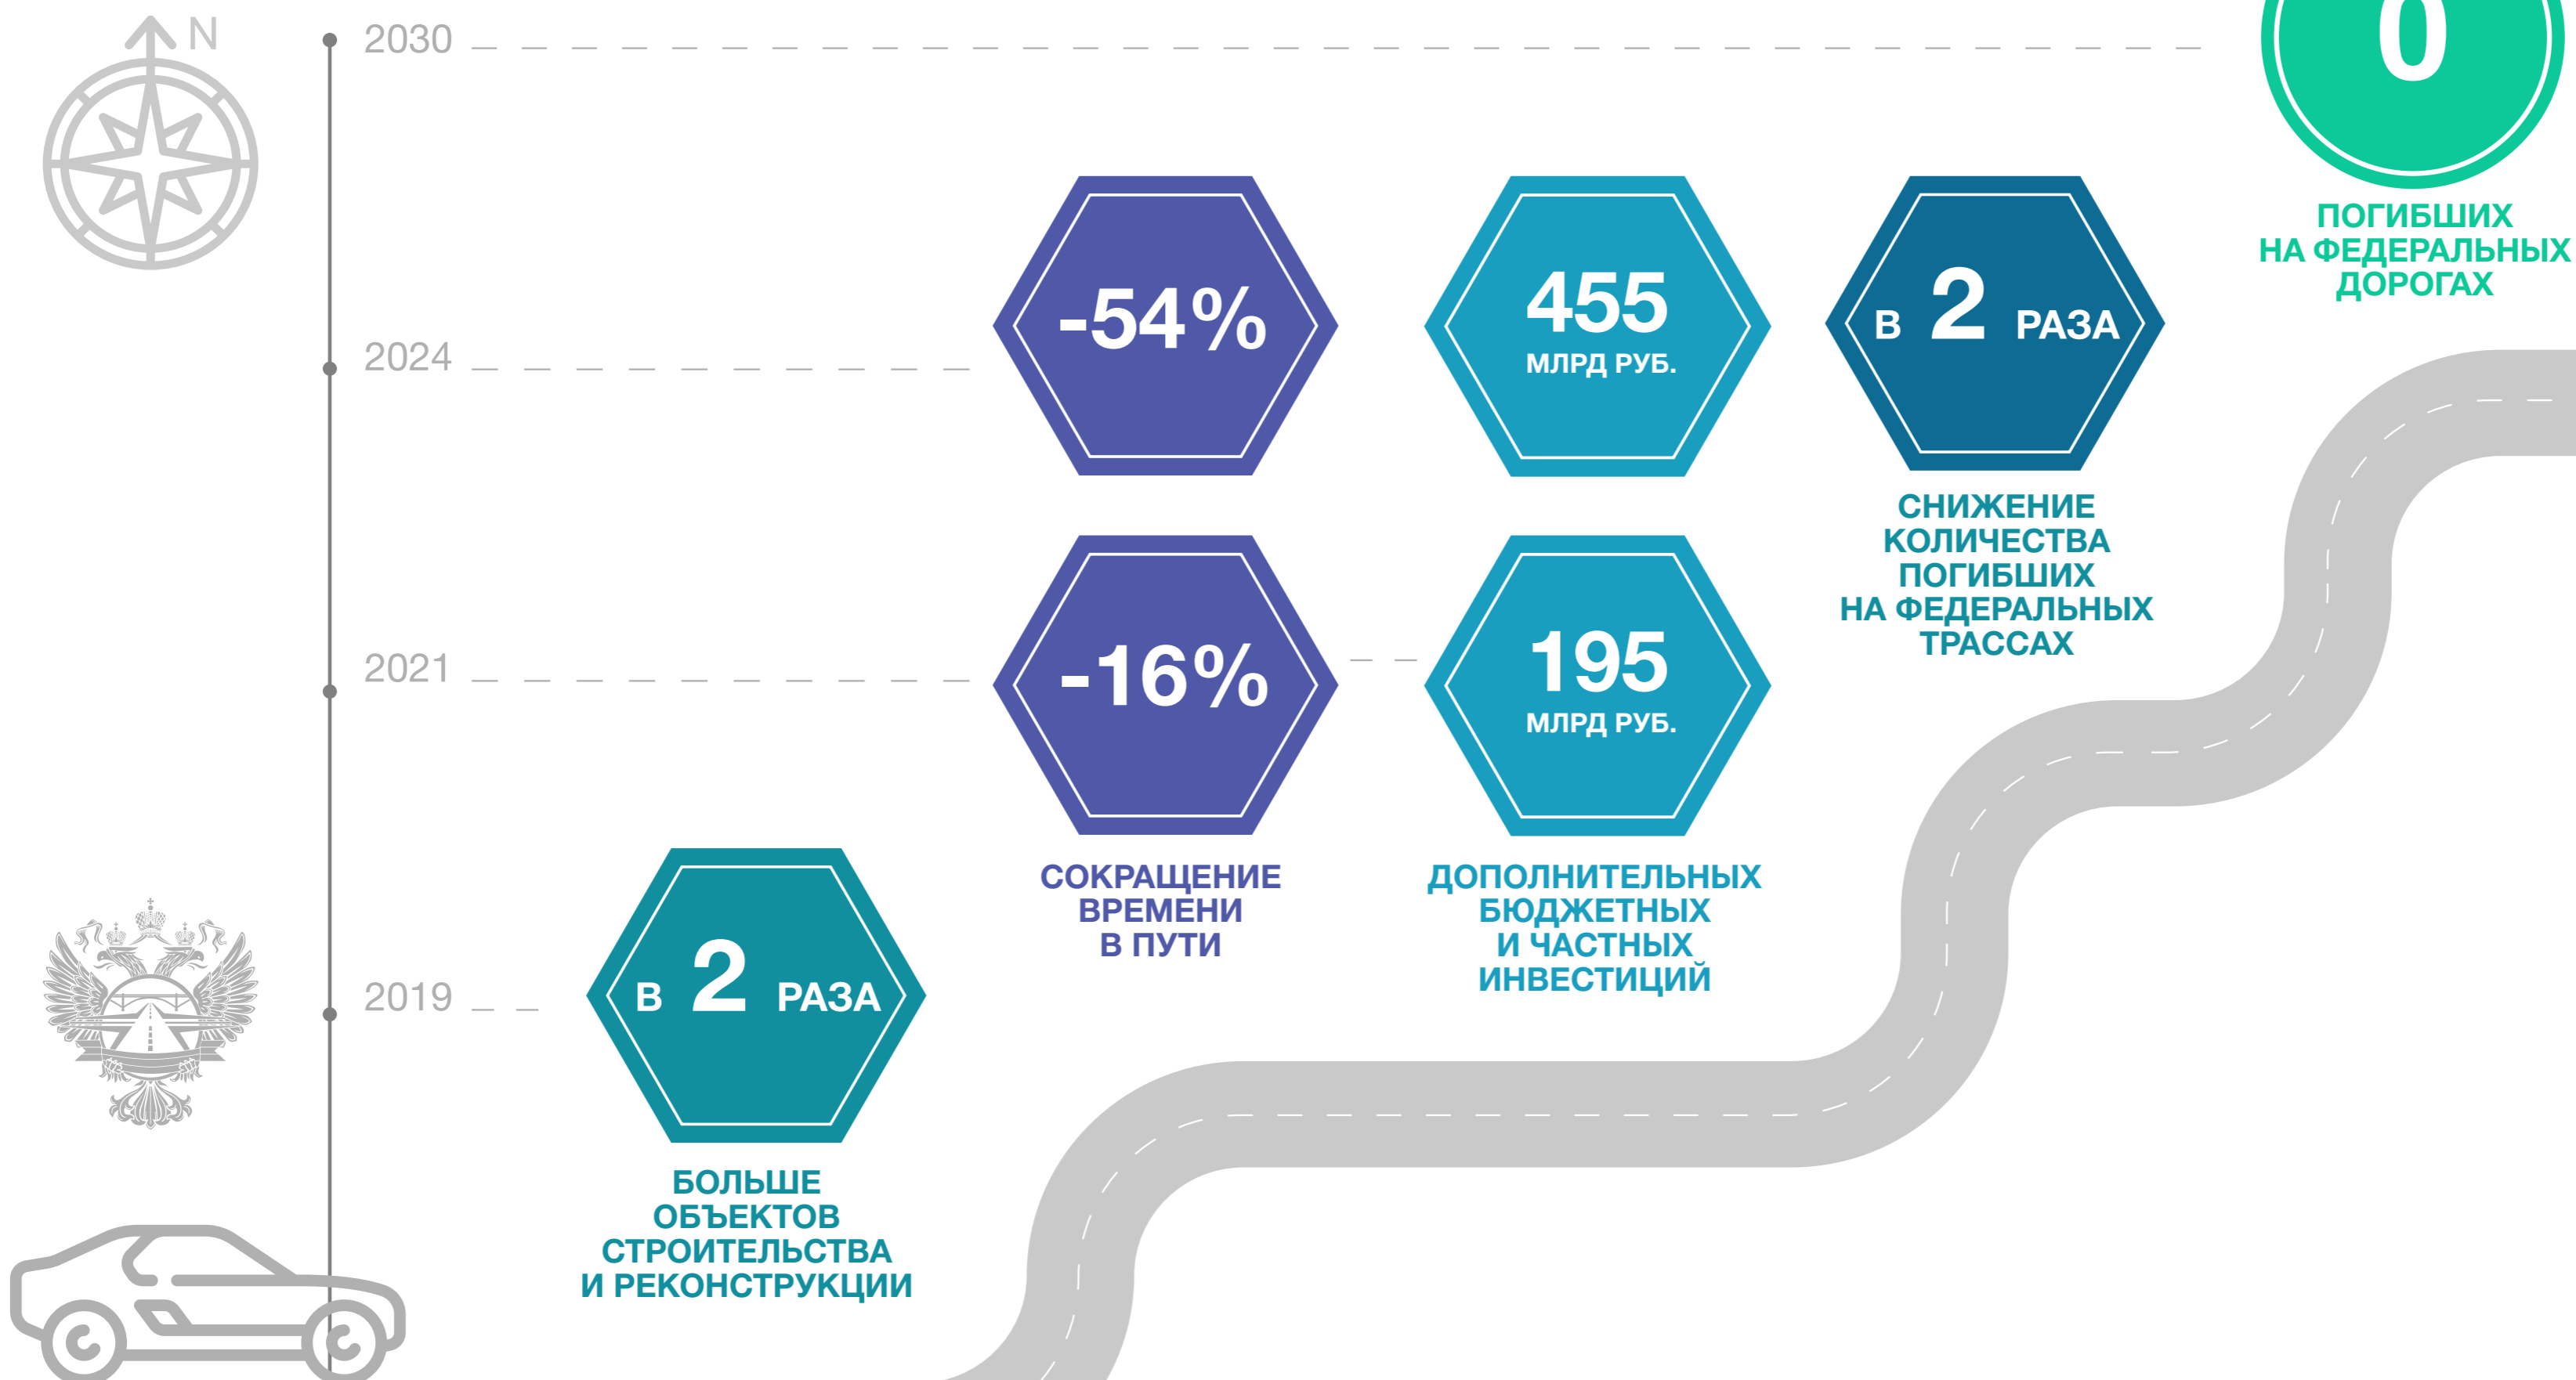 N
2030
0
ПОГИБШИХ
НА ФЕДЕРАЛЬНЫХ
ДОРОГАХ
2024
-54%
455
МЛРД РУБ.
В 2 РАЗА
СНИЖЕНИЕ
КОЛИЧЕСТВА
ПОГИБШИХ
НА ФЕДЕРАЛЬНЫХ
ТРАССАХ
2021
-16%
195
МЛРД РУБ.
СОКРАЩЕНИЕ
ВРЕМЕНИ
В ПУТИ
ДОПОЛНИТЕЛЬНЫХ
БЮДЖЕТНЫХ
И ЧАСТНЫХ
ИНВЕСТИЦИЙ
2019
В 2 РАЗА
БОЛЬШЕ
ОБЪЕКТОВ
СТРОИТЕЛЬСТВА
И РЕКОНСТРУКЦИИ